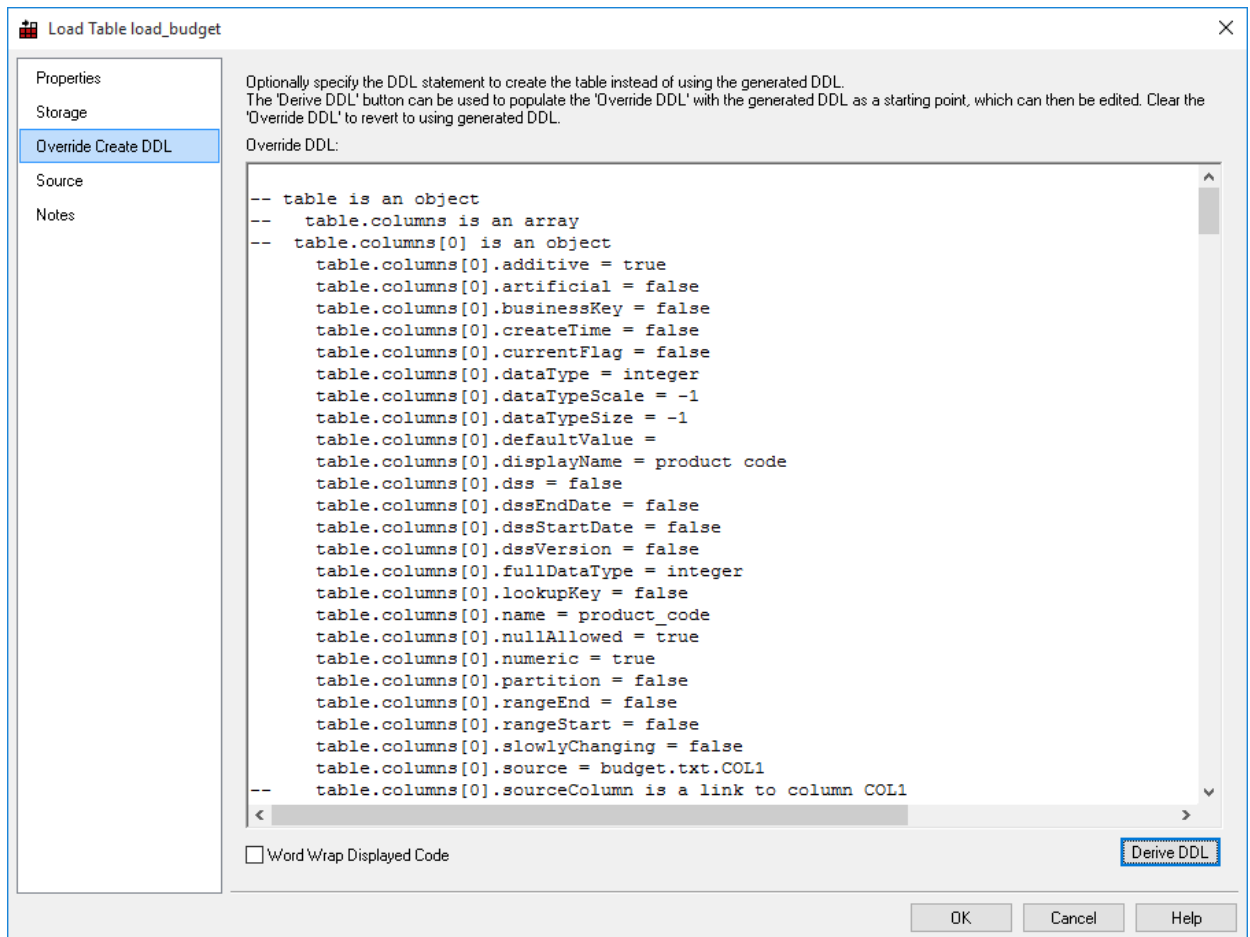 Load Table load_budget
Properties
Storage
Override Create DDL
Source
Notes
Optionally specify the DDL statement to create the table instead of using the generated DDL.
The 'Derive DDL' button can be used to populate the 'Override DDL' with the generated DDL as a starting point, which can then be edited. Clear the
'Override DDL' to revert to using generated DDL.
Override DDL:
-- table is an object
--   table.columns is an array
--  table.columns[0] is an object
      table.columns[0].additive = true
      table.columns[0].artificial = false
      table.columns[0].businessKey = false
      table.columns[0].createTime = false
      table.columns[0].currentFlag = false
      table.columns[0].dataType = integer
      table.columns[0].dataTypeScale = -1
      table.columns[0].dataTypeSize = -1
      table.columns[0].defaultValue =
      table.columns[0].displayName = product code
      table.columns[0].dss = false
      table.columns[0].dssEndDate = false
      table.columns[0].dssStartDate = false
      table.columns[0].dssVersion = false
      table.columns[0].fullDataType = integer
      table.columns[0].lookupKey = false
      table.columns[0].name = product_code
      table.columns[0].nullAllowed = true
      table.columns[0].numeric = true
      table.columns[0].partition = false
      table.columns[0].rangeEnd = false
      table.columns[0].rangeStart = false
      table.columns[0].slowlyChanging = false
      table.columns[0].source = budget.txt.COL1
--    table.columns[0].sourceColumn is a link to column COL1
Word Wrap Displayed Code
Derive DDL
OK
Cancel
Help